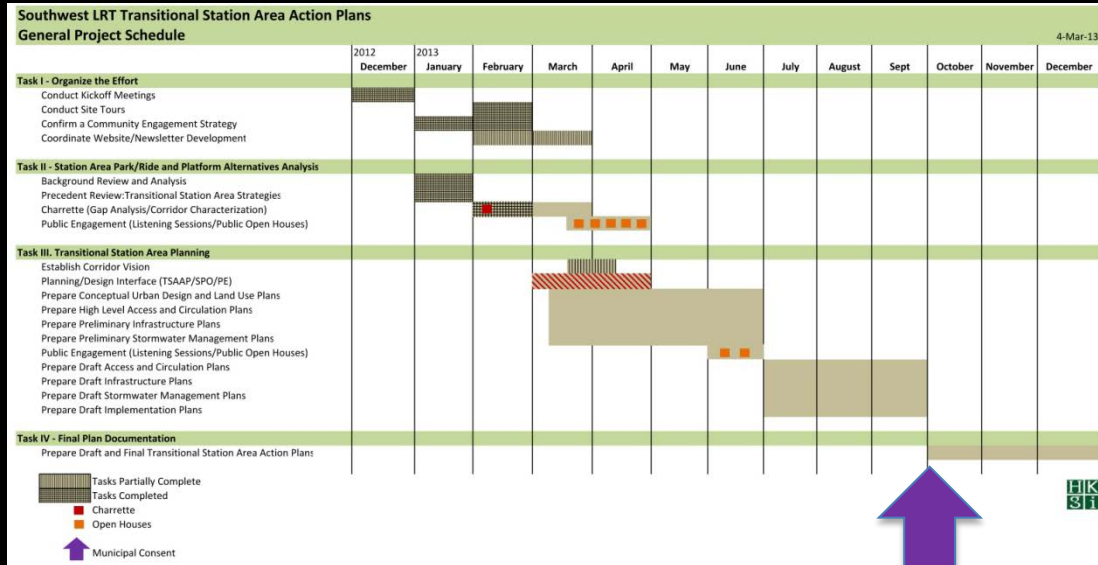 Southwest LRT Transitional Station Area Action Plans
General Project Schedule
4-Mar-13
2012 2013
December January February March April May June July August Sept October November December
Task I - Organize the Effort
Conduct Kickoff Meetings
Conduct Site Tours
Confirm a Community Engagement Strategy
Coordinate Website/Newsletter Development
Task II - Station Area Park/Ride and Platform Alternatives Analysis
Background Review and Analysis
Precedent Review:Transitional Station Area Strategies
Charrette (Gap Analysis/Corridor Characterization)
Public Engagement (Listening Sessions/Public Open Houses)
Task III. Transitional Station Area Planning
Establish Corridor Vision
Planning/Design Interface (TSAAP/SPO/PE)
Prepare Conceptual Urban Design and Land Use Plans
Prepare High Level Access and Circulation Plans
Prepare Preliminary Infrastructure Plans
Prepare Preliminary Stormwater Management Plans
Public Engagement (Listening Sessions/Public Open Houses)
Prepare Draft Access and Circulation Plans
Prepare Draft Infrastructure Plans
Prepare Draft Stormwater Management Plans
Prepare Draft Implementation Plans
Task IV - Final Plan Documentation
Prepare Draft and Final Transitional Station Area Action Plans
Tasks Partially Complete
Tasks Completed
Charrette
Open Houses
Municipal Consent
HK
Si